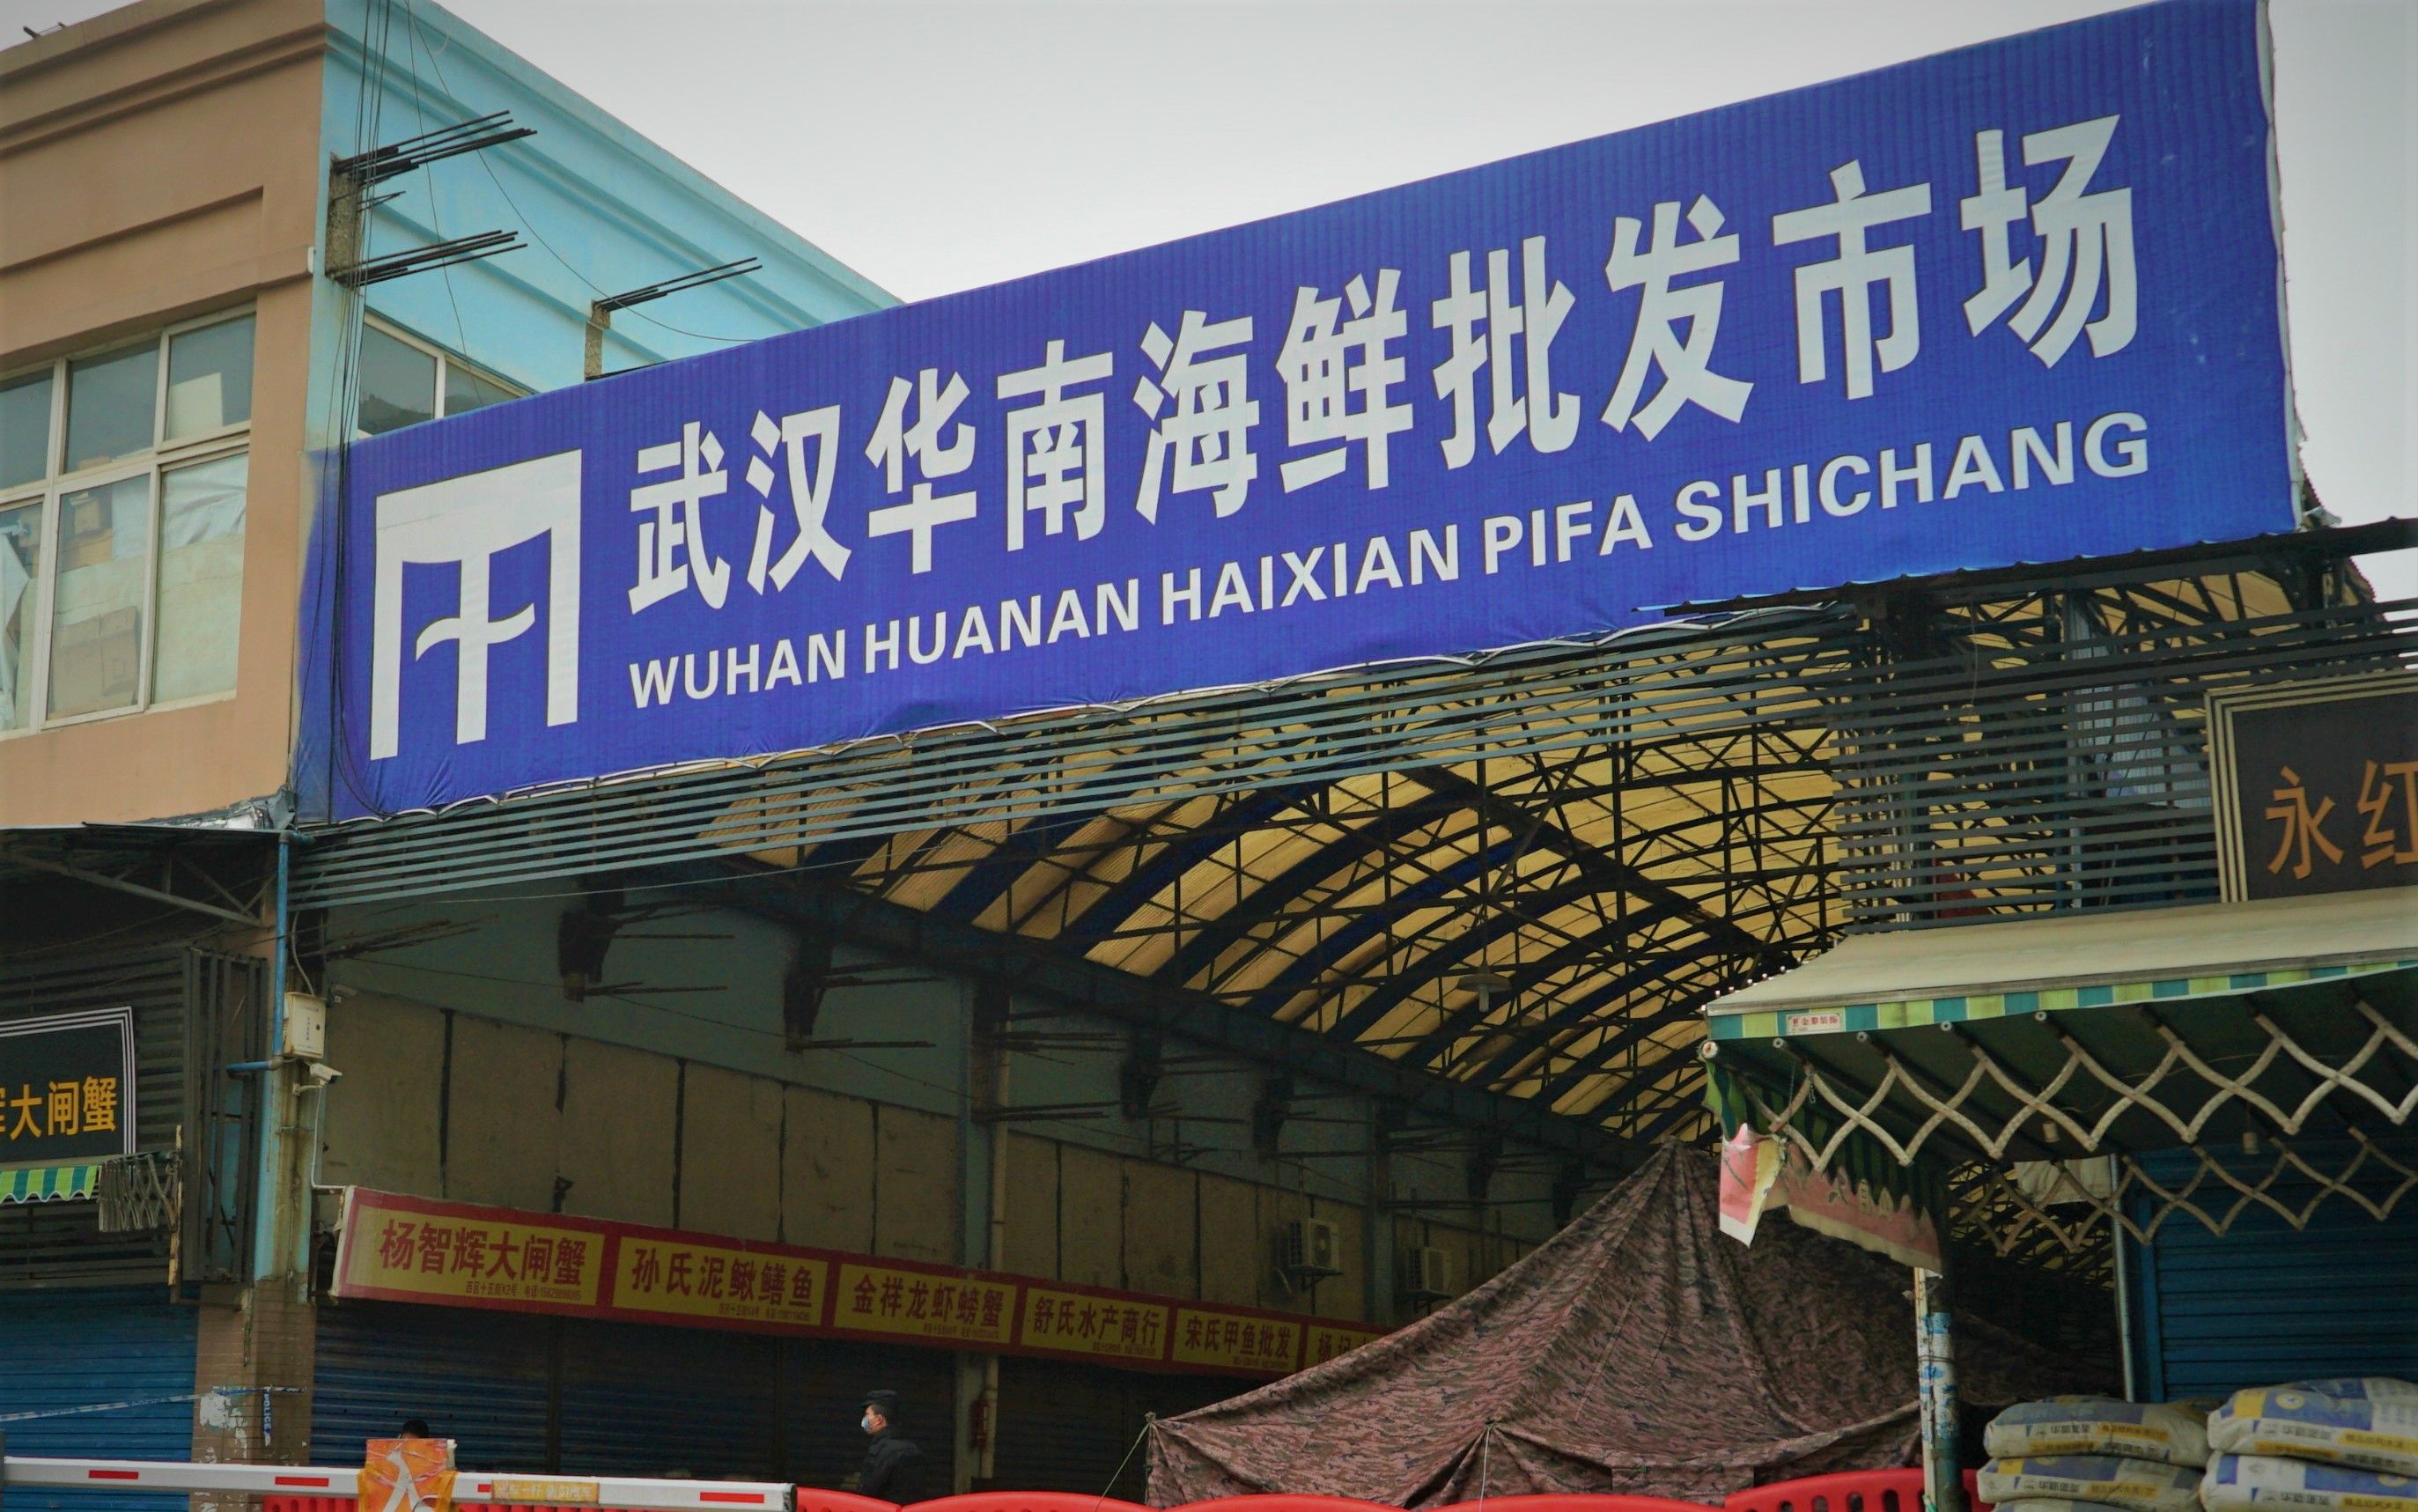 武汉华南海鲜批发市场
WUHAN HUANAN HAIXIAN PIFA SHICHANG
永红
大闸蟹
杨智辉大闸蟹
孙氏泥鳅鳝鱼
金祥龙虾螃蟹
舒氏水产商行
宋氏甲鱼批发
POLICE